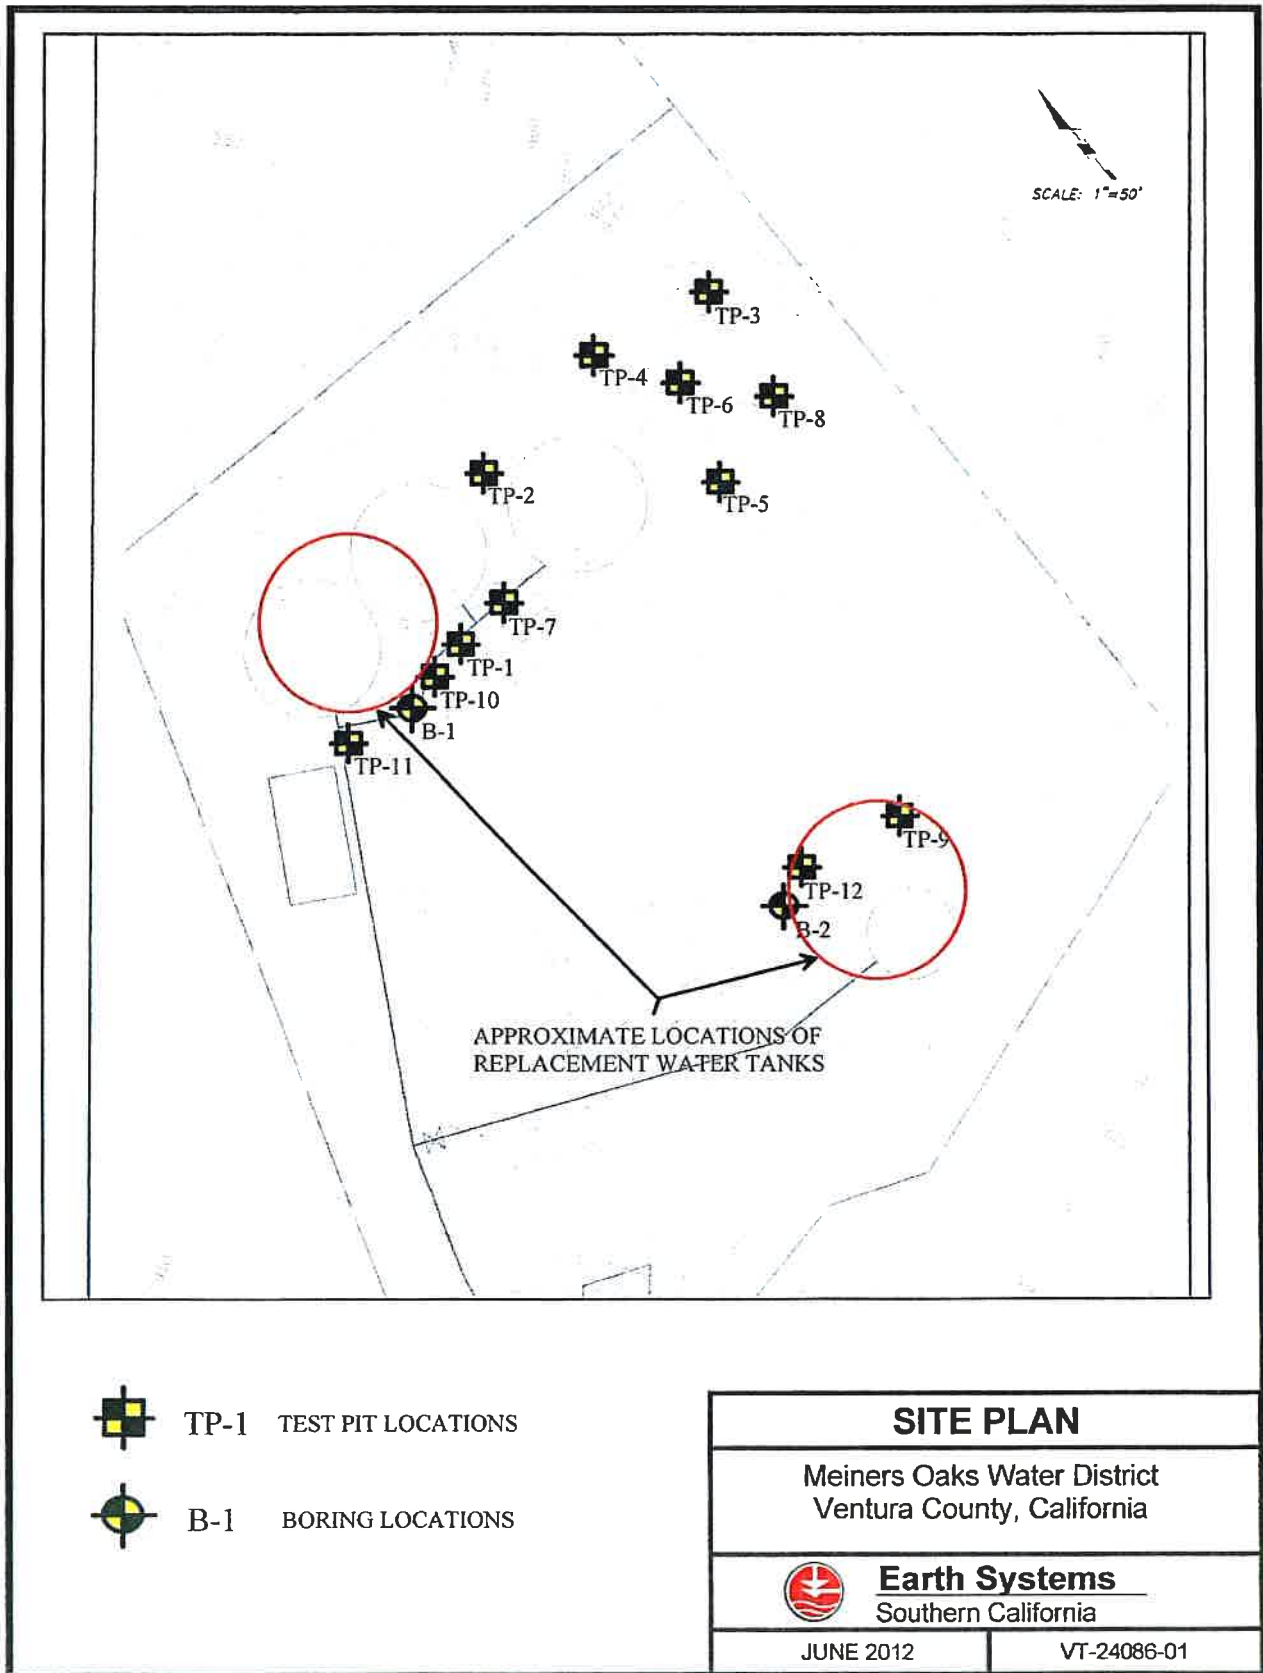 SCALE: 1"=50'
TP-3
TP-4
TP-6
TP-8
TP-2
TP-5
TP-7
TP-1
TP-10
B-1
TP-11
TP-9
TP-12
B-2
APPROXIMATE LOCATIONS OF
REPLACEMENT WATER TANKS
TP-1 TEST PIT LOCATIONS
B-1 BORING LOCATIONS
SITE PLAN
Meiners Oaks Water District
Ventura County, California
Earth Systems
Southern California
JUNE 2012 VT-24086-01